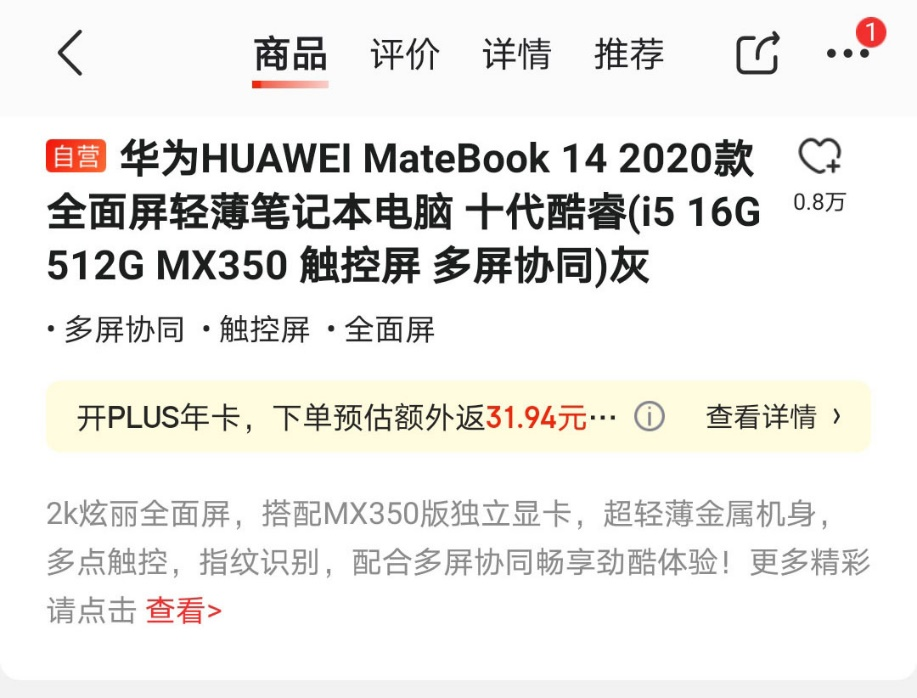 商品 评价 详情 推荐 1
自营 华为HUAWEI MateBook 14 2020款
0.8万
全面屏轻薄笔记本电脑 十代酷睿(i5 16G
512G MX350 触控屏 多屏协同)灰
·多屏协同 ·触控屏 ·全面屏
开PLUS年卡，下单预估额外返31.94元… 查看详情 ›
2k炫丽全面屏，搭配MX350版独立显卡，超轻薄金属机身，
多点触控，指纹识别，配合多屏协同畅享劲酷体验！更多精彩
请点击 查看>